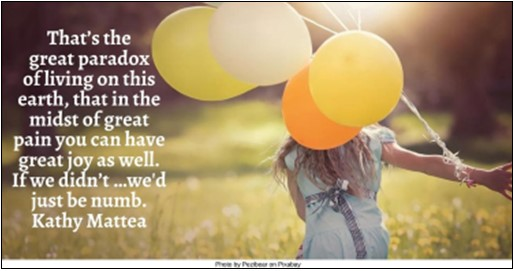 That's the
great paradox
of living on this
earth, that in the
midst of great
pain you can have
great joy as well.
If we didn't ...we'd
just be numb.
Kathy Mattea
Photo by Pezibear on Pixabay